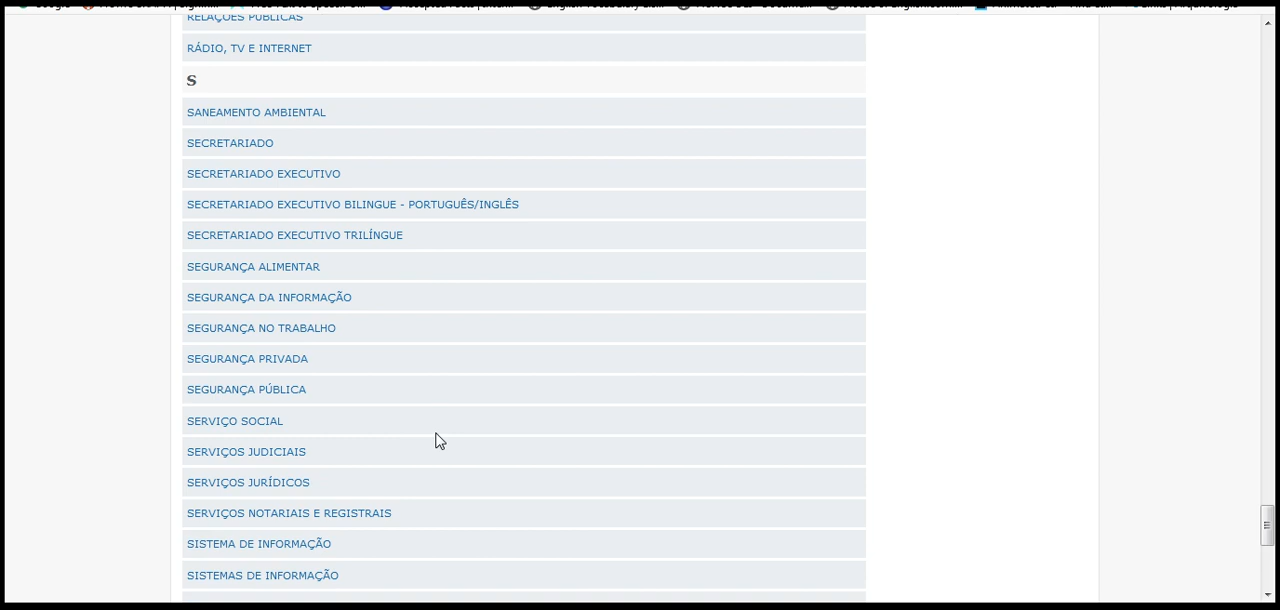 RELAÇÕES PÚBLICAS
RÁDIO, TV E INTERNET
S
SANEAMENTO AMBIENTAL
SECRETARIADO
SECRETARIADO EXECUTIVO
SECRETARIADO EXECUTIVO BILINGUE - PORTUGUÊS/INGLÊS
SECRETARIADO EXECUTIVO TRILÍNGUE
SEGURANÇA ALIMENTAR
SEGURANÇA DA INFORMAÇÃO
SEGURANÇA NO TRABALHO
SEGURANÇA PRIVADA
SEGURANÇA PÚBLICA
SERVIÇO SOCIAL
SERVIÇOS JUDICIAIS
SERVIÇOS JURÍDICOS
SERVIÇOS NOTARIAIS E REGISTRAIS
SISTEMA DE INFORMAÇÃO
SISTEMAS DE INFORMAÇÃO